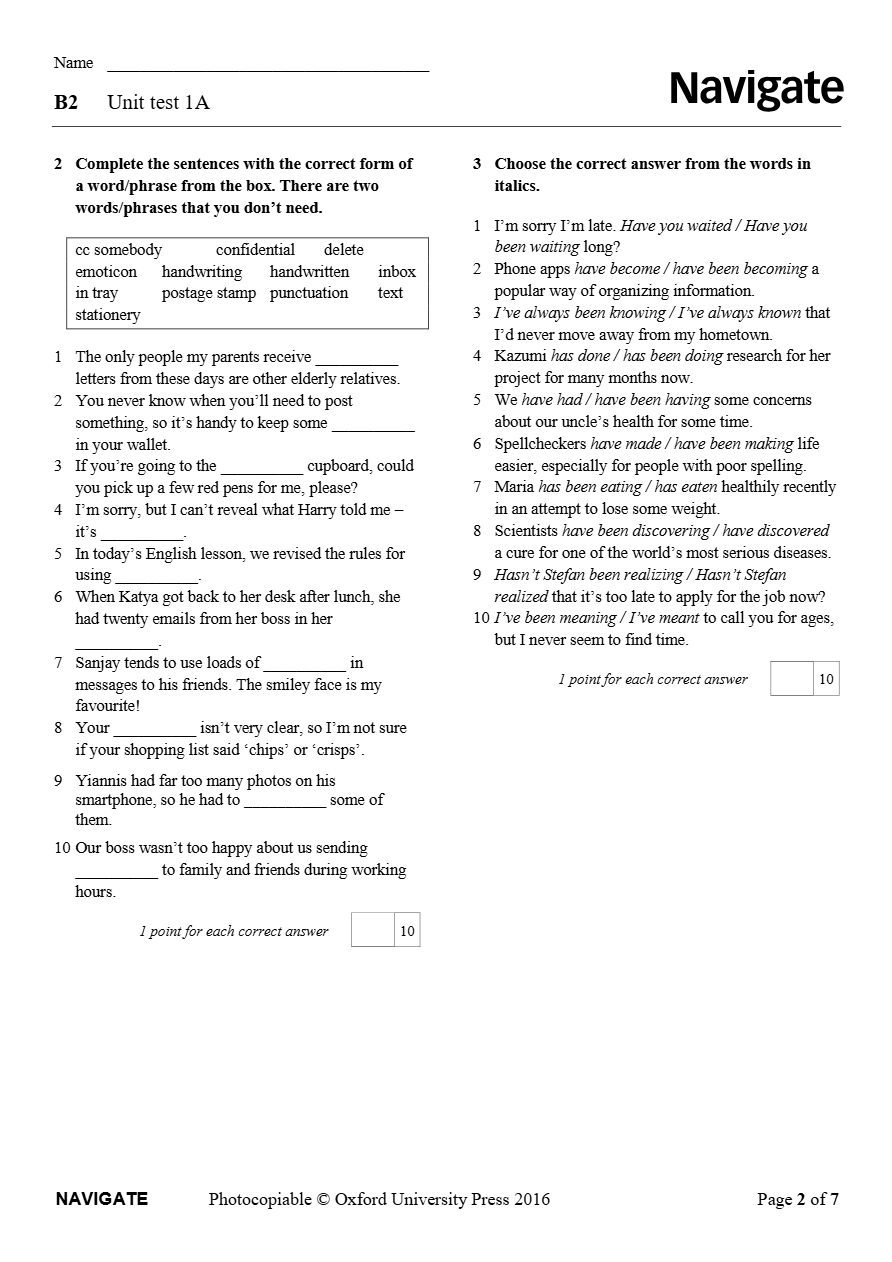 Name ______________________________________
Navigate
B2 Unit test 1A
2 Complete the sentences with the correct form of
a word/phrase from the box. There are two
words/phrases that you don’t need.
cc somebody confidential delete
emoticon handwriting handwritten inbox
in tray postage stamp punctuation text
stationery
1 The only people my parents receive __________
letters from these days are other elderly relatives.
2 You never know when you’ll need to post
something, so it’s handy to keep some __________
in your wallet.
3 If you’re going to the __________ cupboard, could
you pick up a few red pens for me, please?
4 I’m sorry, but I can’t reveal what Harry told me –
it’s __________.
5 In today’s English lesson, we revised the rules for
using __________.
6 When Katya got back to her desk after lunch, she
had twenty emails from her boss in her
__________.
7 Sanjay tends to use loads of __________ in
messages to his friends. The smiley face is my
favourite!
8 Your __________ isn’t very clear, so I’m not sure
if your shopping list said ‘chips’ or ‘crisps’.
9 Yiannis had far too many photos on his
smartphone, so he had to __________ some of
them.
10 Our boss wasn’t too happy about us sending
__________ to family and friends during working
hours.
1 point for each correct answer 10
3 Choose the correct answer from the words in
italics.
1 I’m sorry I’m late. Have you waited / Have you
been waiting long?
2 Phone apps have become / have been becoming a
popular way of organizing information.
3 I’ve always been knowing / I’ve always known that
I’d never move away from my hometown.
4 Kazumi has done / has been doing research for her
project for many months now.
5 We have had / have been having some concerns
about our uncle’s health for some time.
6 Spellcheckers have made / have been making life
easier, especially for people with poor spelling.
7 Maria has been eating / has eaten healthily recently
in an attempt to lose some weight.
8 Scientists have been discovering / have discovered
a cure for one of the world’s most serious diseases.
9 Hasn’t Stefan been realizing / Hasn’t Stefan
realized that it’s too late to apply for the job now?
10 I’ve been meaning / I’ve meant to call you for ages,
but I never seem to find time.
1 point for each correct answer 10
NAVIGATE Photocopiable © Oxford University Press 2016 Page 2 of 7